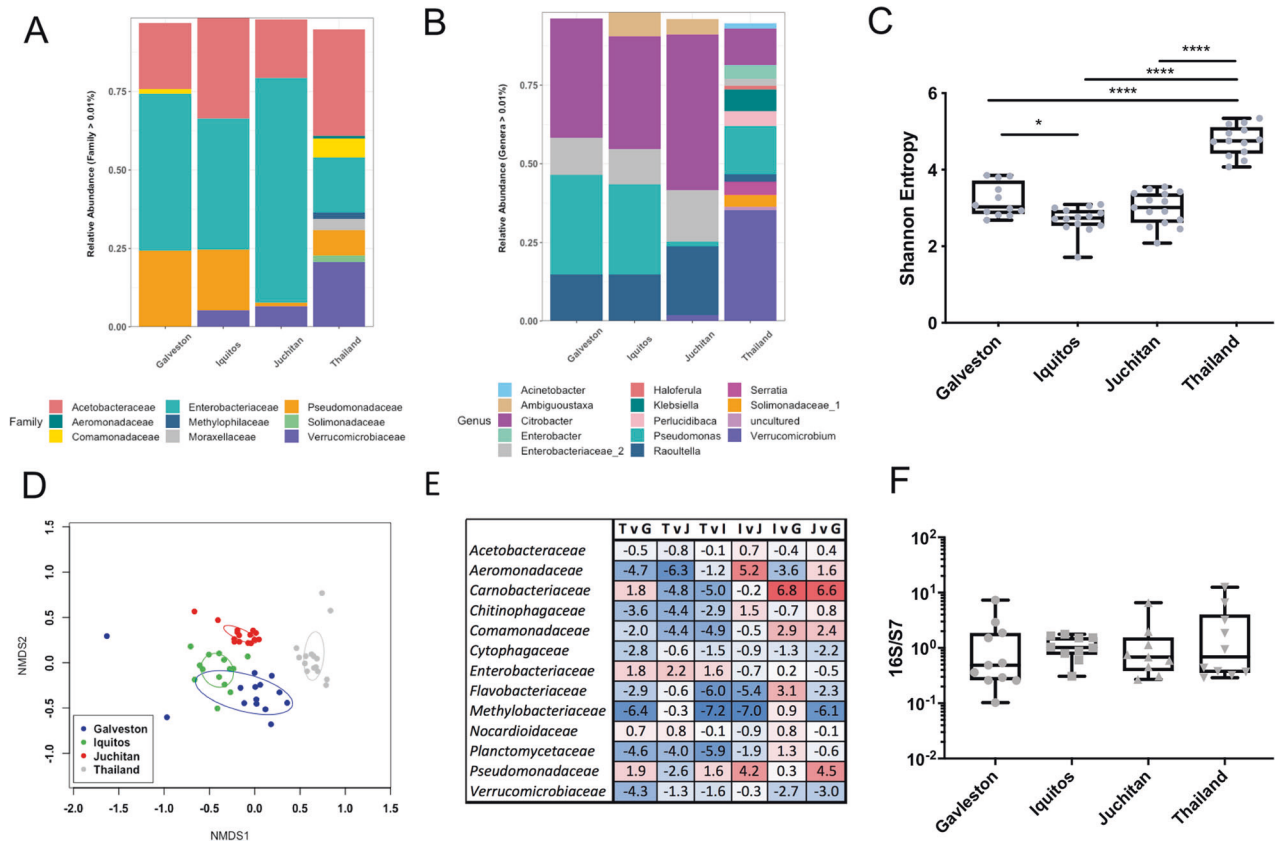 A
Relative Abundance (Family > 0.01%)
0.75
0.50
0.25
0.00
Galveston
Iquitos
Juchitan
Thailand
Family
Acetobacteraceae
Enterobacteriaceae
Pseudomonadaceae
Aeromonadaceae
Methylophilaceae
Solimonadaceae
Comamonadaceae
Moraxellaceae
Verrucomicrobiaceae
B
Relative Abundance (Genera > 0.01%)
0.75
0.50
0.25
0.00
Galveston
Iquitos
Juchitan
Thailand
Genus
Acinetobacter
Haloferula
Serratia
Ambiguoustaxa
Klebsiella
Solimonadaceae_1
Citrobacter
Perlucidibaca
uncultured
Enterobacter
Pseudomonas
Verrucomicrobium
Enterobacteriaceae_2
Raoultella
C
Shannon Entropy
6
4
2
0
****
****
****
*
Galveston
Iquitos
Juchitan
Thailand
D
NMDS2
1.5
1.0
0.5
0.0
-0.5
-1.0
Galveston
Iquitos
Juchitan
Thailand
-2.0 -1.5 -1.0 -0.5 0.0 0.5 1.0 1.5
NMDS1
E
T v G T v J T v I I v J I v G J v G
Acetobacteraceae -0.5 -0.8 -0.1 0.7 -0.4 0.4
Aeromonadaceae -4.7 -6.3 -1.2 5.2 -3.6 1.6
Carnobacteriaceae 1.8 -4.8 -5.0 -0.2 6.8 6.6
Chitinophagaceae -3.6 -4.4 -2.9 1.5 -0.7 0.8
Comamonadaceae -2.0 -4.4 -4.9 -0.5 2.9 2.4
Cytophagaceae -2.8 -0.6 -1.5 -0.9 -1.3 -2.2
Enterobacteriaceae 1.8 2.2 1.6 -0.7 0.2 -0.5
Flavobacteriaceae -2.9 -0.6 -6.0 -5.4 3.1 -2.3
Methylobacteriaceae -6.4 -0.3 -7.2 -7.0 0.9 -6.1
Nocardioidaceae 0.7 0.8 -0.1 -0.9 0.8 -0.1
Planctomycetaceae -4.6 -4.0 -5.9 -1.9 1.3 -0.6
Pseudomonadaceae 1.9 -2.6 1.6 4.2 0.3 4.5
Verrucomicrobiaceae -4.3 -1.3 -1.6 -0.3 -2.7 -3.0
F
16S/S7
10²
10¹
10⁰
10⁻¹
10⁻²
Gavleston
Iquitos
Juchitan
Thailand